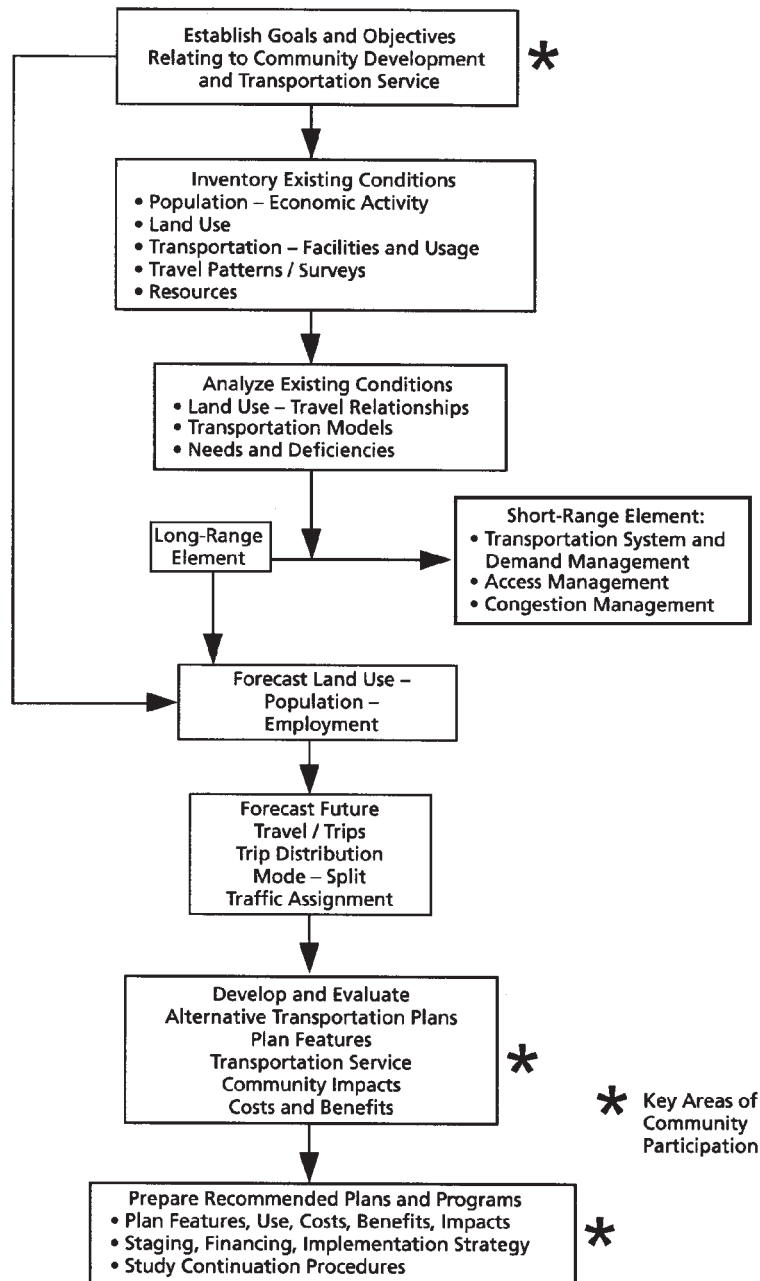 Establish Goals and Objectives
Relating to Community Development
and Transportation Service
*
Inventory Existing Conditions
• Population – Economic Activity
• Land Use
• Transportation – Facilities and Usage
• Travel Patterns / Surveys
• Resources
Analyze Existing Conditions
• Land Use – Travel Relationships
• Transportation Models
• Needs and Deficiencies
Long-Range
Element
Short-Range Element:
• Transportation System and
Demand Management
• Access Management
• Congestion Management
Forecast Land Use –
Population –
Employment
Forecast Future
Travel / Trips
Trip Distribution
Mode – Split
Traffic Assignment
Develop and Evaluate
Alternative Transportation Plans
Plan Features
Transportation Service
Community Impacts
Costs and Benefits
*
* Key Areas of
Community
Participation
Prepare Recommended Plans and Programs
• Plan Features, Use, Costs, Benefits, Impacts
• Staging, Financing, Implementation Strategy
• Study Continuation Procedures
*